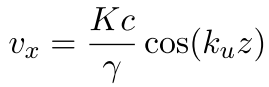 v_x = \frac{Kc}{\gamma} \cos(k_u z)